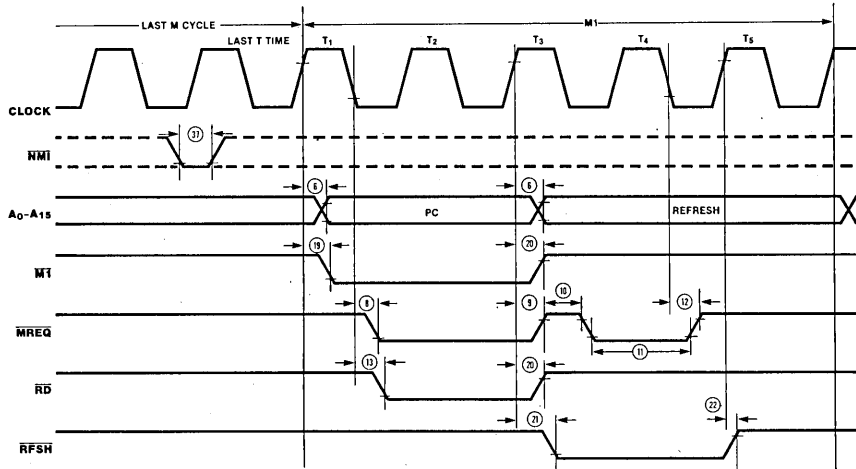 LAST M CYCLE M1
LAST T TIME T1 T2 T3 T4 T5
CLOCK
37
NMI
6 6
A0-A15 PC REFRESH
19 20
M1
8 9 10 12
MREQ 11
13 20
RD
21 22
RFSH